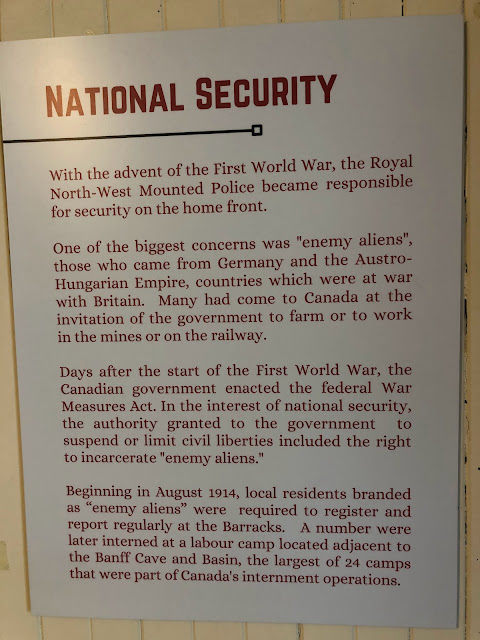 NATIONAL SECURITY
With the advent of the First World War, the Royal
North-West Mounted Police became responsible
for security on the home front.
One of the biggest concerns was "enemy aliens",
those who came from Germany and the Austro-
Hungarian Empire, countries which were at war
with Britain. Many had come to Canada at the
invitation of the government to farm or to work
in the mines or on the railway.
Days after the start of the First World War, the
Canadian government enacted the federal War
Measures Act. In the interest of national security,
the authority granted to the government to
suspend or limit civil liberties included the right
to incarcerate "enemy aliens."
Beginning in August 1914, local residents branded
as “enemy aliens” were required to register and
report regularly at the Barracks. A number were
later interned at a labour camp located adjacent to
the Banff Cave and Basin, the largest of 24 camps
that were part of Canada's internment operations.